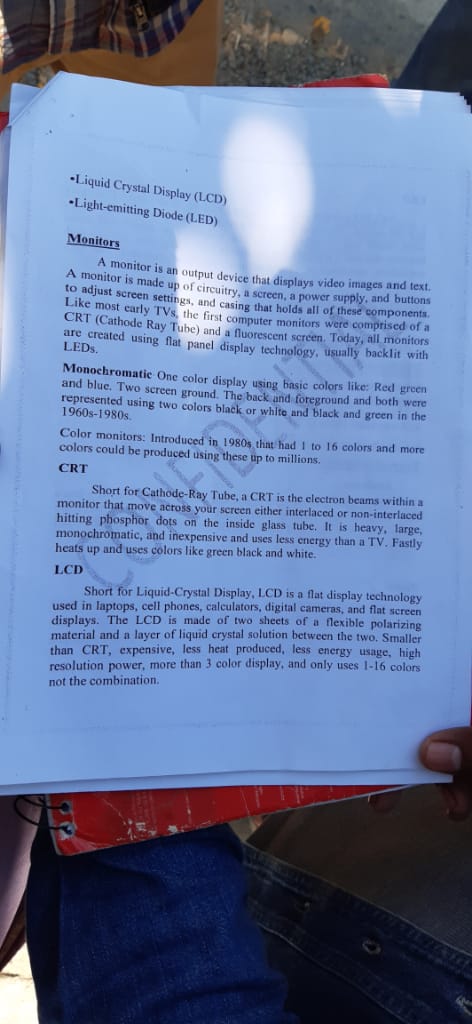 •Liquid Crystal Display (LCD)
•Light-emitting Diode (LED)
Monitors
A monitor is an output device that displays video images and text.
A monitor is made up of circuitry, a screen, a power supply, and buttons
to adjust screen settings, and casing that holds all of these components.
Like most early TVs, the first computer monitors were comprised of a
CRT (Cathode Ray Tube) and a fluorescent screen. Today, all monitors
are created using flat panel display technology, usually backlit with
LEDs.
Monochromatic One color display using basic colors like: Red green
and blue. Two screen ground. The back and foreground and both were
represented using two colors black or white and black and green in the
1960s-1980s.
Color monitors: Introduced in 1980s that had 1 to 16 colors and more
colors could be produced using these up to millions.
CRT
Short for Cathode-Ray Tube, a CRT is the electron beams within a
monitor that move across your screen either interlaced or non-interlaced
hitting phosphor dots on the inside glass tube. It is heavy, large,
monochromatic, and inexpensive and uses less energy than a TV. Fastly
heats up and uses colors like green black and white.
LCD
Short for Liquid-Crystal Display, LCD is a flat display technology
used in laptops, cell phones, calculators, digital cameras, and flat screen
displays. The LCD is made of two sheets of a flexible polarizing
material and a layer of liquid crystal solution between the two. Smaller
than CRT, expensive, less heat produced, less energy usage, high
resolution power, more than 3 color display, and only uses 1-16 colors
not the combination.
CONFIDENTIAL